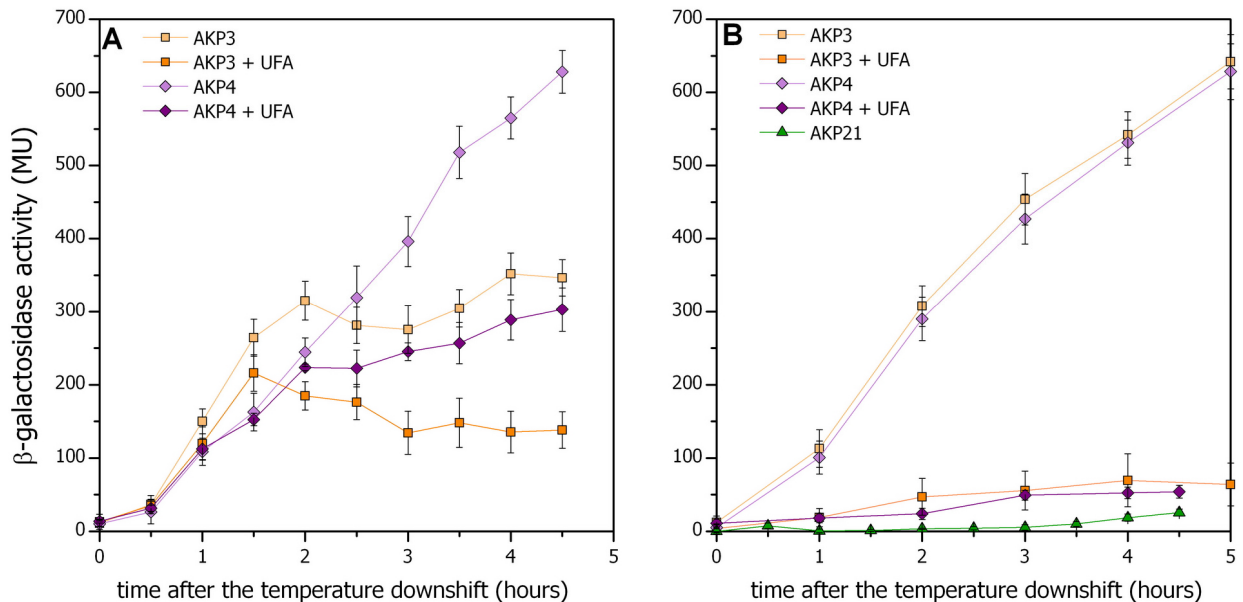 A
AKP3
AKP3 + UFA
AKP4
AKP4 + UFA
β-galactosidase activity (MU)
700
600
500
400
300
200
100
0
0 1 2 3 4 5
time after the temperature downshift (hours)
B
AKP3
AKP3 + UFA
AKP4
AKP4 + UFA
AKP21
700
600
500
400
300
200
100
0
0 1 2 3 4 5
time after the temperature downshift (hours)